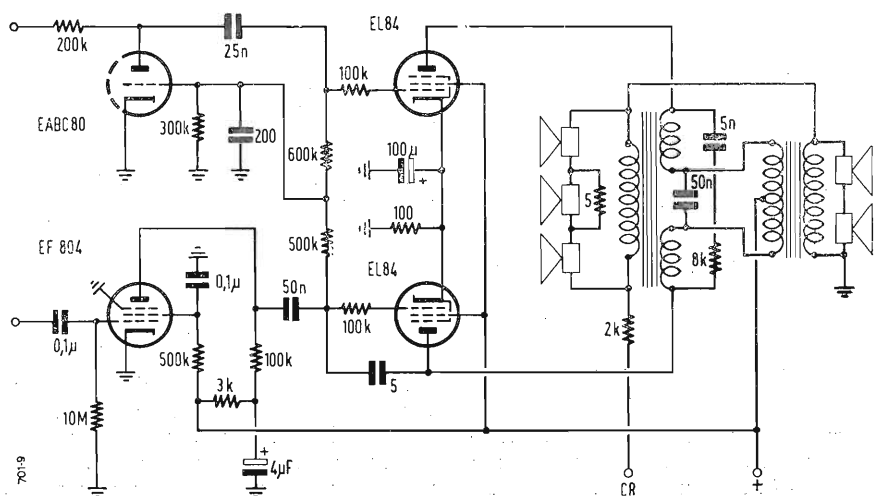 200k
25n
EL84
100k
EABC80
300k
200
600k
100µ
+
100
500k
EL84
100k
5
5n
50n
8k
5
2k
EF 804
0,1µ
50n
0,1µ
500k
100k
3k
10M
+
4µF
CR
+
701-9